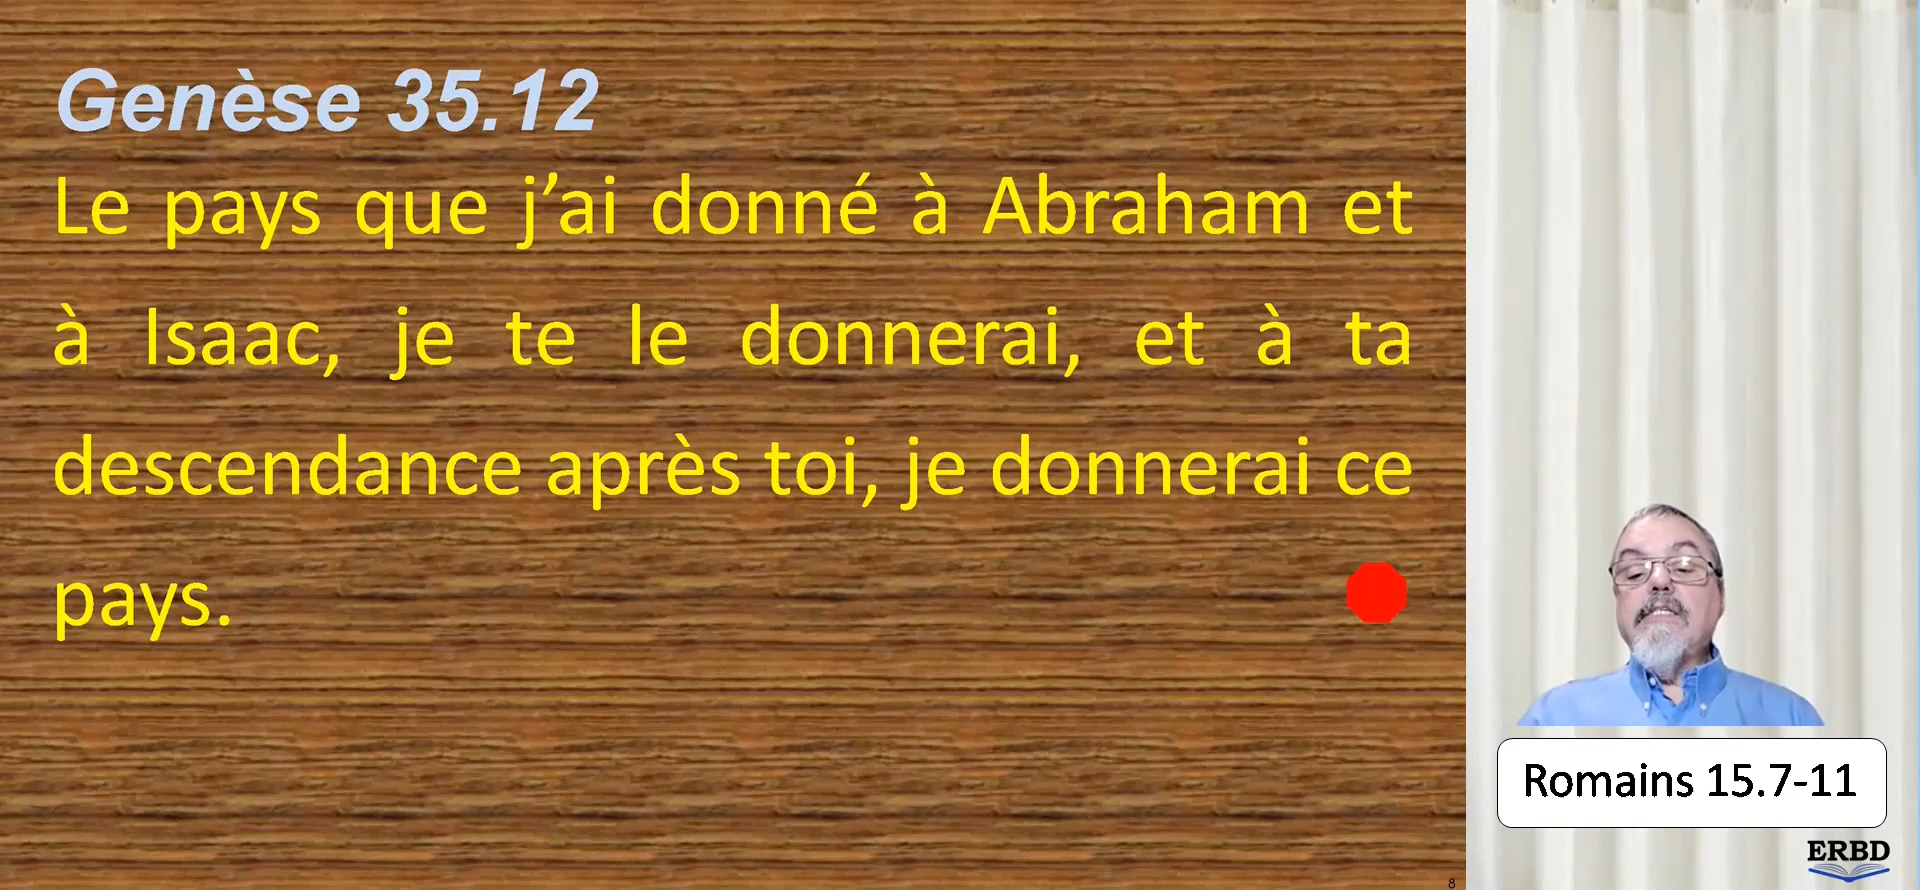 Genèse 35.12
Le pays que j’ai donné à Abraham et
à Isaac, je te le donnerai, et à ta
descendance après toi, je donnerai ce
pays.
Romains 15.7-11
ERBD
8